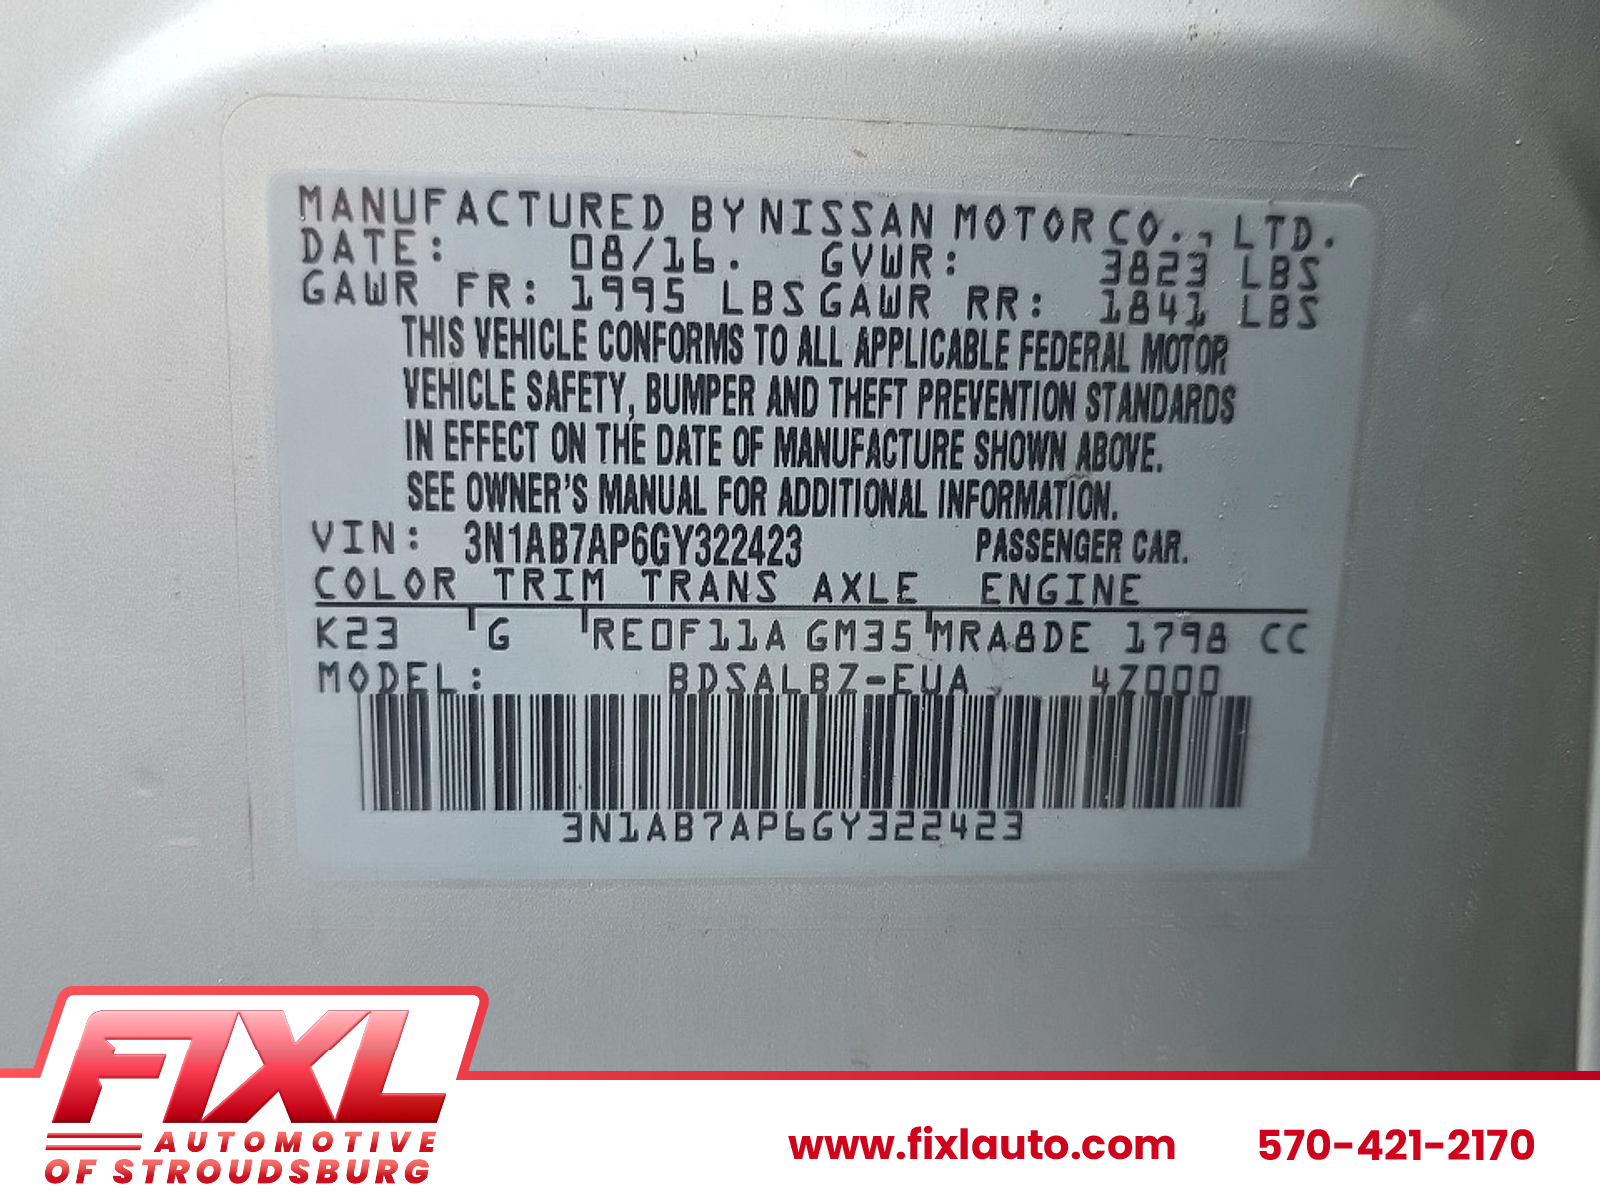 MANUFACTURED BY NISSAN MOTOR CO., LTD.
DATE: 08/16. GVWR: 3823 LBS
GAWR FR: 1995 LBS GAWR RR: 1841 LBS
THIS VEHICLE CONFORMS TO ALL APPLICABLE FEDERAL MOTOR
VEHICLE SAFETY, BUMPER AND THEFT PREVENTION STANDARDS
IN EFFECT ON THE DATE OF MANUFACTURE SHOWN ABOVE.
SEE OWNER'S MANUAL FOR ADDITIONAL INFORMATION.
VIN: 3N1AB7AP6GY322423 PASSENGER CAR.
COLOR TRIM TRANS AXLE ENGINE
K23 G RE0F11A GM35 MRA8DE 1798 CC
MODEL: BDSALBZ-EUA 4Z000
3N1AB7AP6GY322423
FIXL
AUTOMOTIVE
OF STROUDSBURG
www.fixlauto.com 570-421-2170